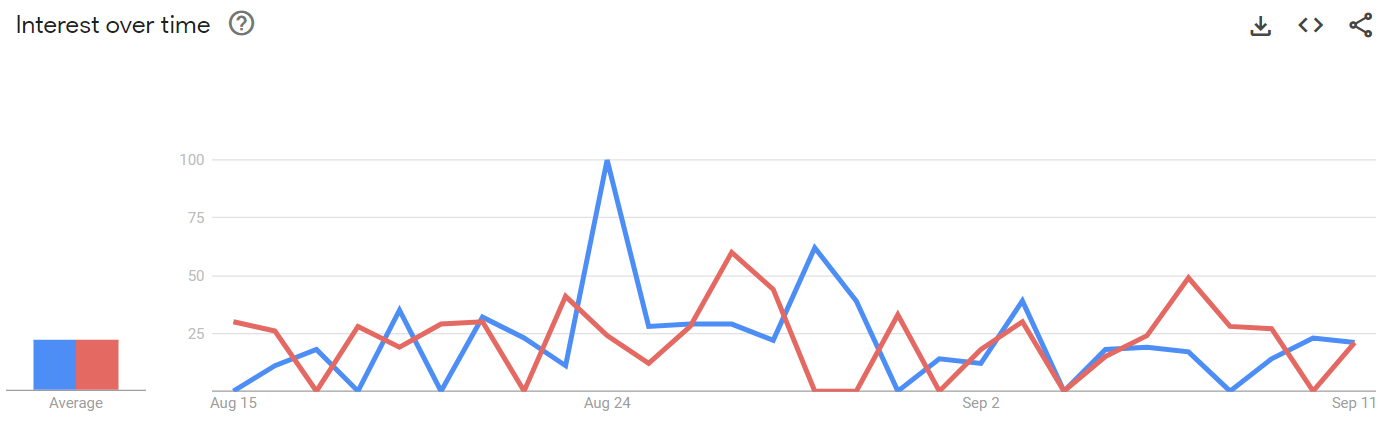 Interest over time ?
100
75
50
25
Average
Aug 15 Aug 24 Sep 2 Sep 11